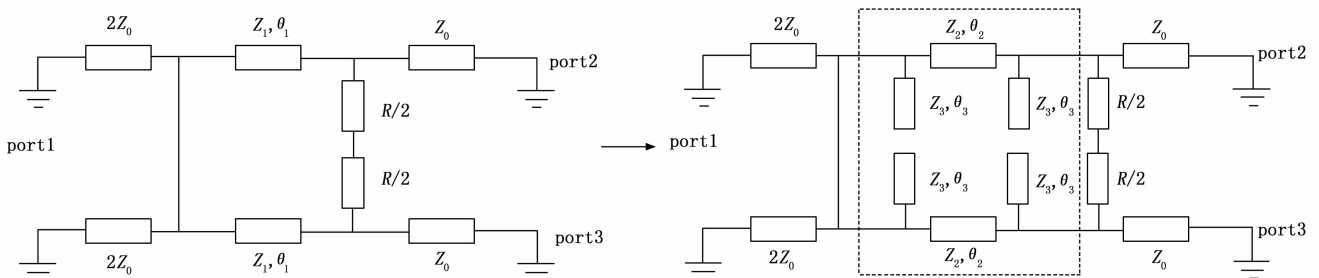 2Z₀ Z₁,θ₁ Z₀ 2Z₀ Z₂,θ₂ Z₀
port2 port2
R/2 Z₃,θ₃ Z₃,θ₃ R/2
port1 port1
R/2 Z₃,θ₃ Z₃,θ₃ R/2
port3 port3
2Z₀ Z₁,θ₁ Z₀ 2Z₀ Z₂,θ₂ Z₀